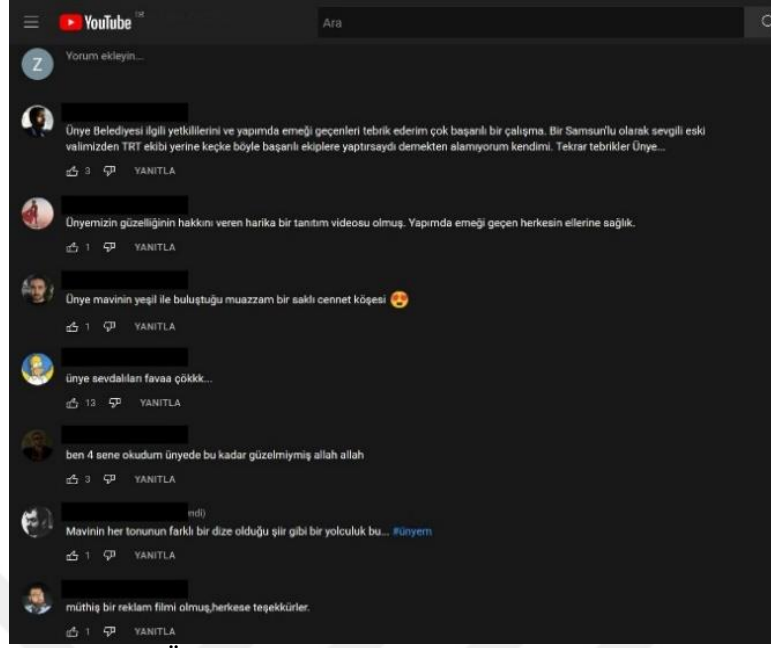 YouTube TR
Ara
Z
Yorum ekleyin...
Ünye Belediyesi ilgili yetkililerini ve yapımda emeği geçenleri tebrik ederim çok başarılı bir çalışma. Bir Samsun'lu olarak sevgili eski
valimizden TRT ekibi yerine keçke böyle başarılı ekiplere yaptırsaydı demekten alamıyorum kendimi. Tekrar tebrikler Ünye...
3 YANITLA
Ünyemizin güzelliğinin hakkını veren harika bir tanıtım videosu olmuş. Yapımda emeği geçen herkesin ellerine sağlık.
1 YANITLA
Ünye mavinin yeşil ile buluştuğu muazzam bir saklı cennet köşesi 😍
1 YANITLA
ünye sevdalıları favaa çökkk...
13 YANITLA
ben 4 sene okudum ünyede bu kadar güzelmiymiş allah allah
3 YANITLA
ndi)
Mavinin her tonunun farklı bir dize olduğu şiir gibi bir yolculuk bu... #ünyem
1 YANITLA
müthiş bir reklam filmi olmuş,herkese teşekkürler.
1 YANITLA